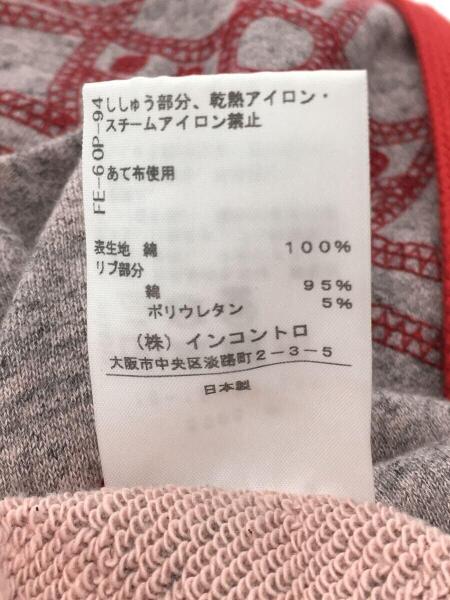 FE-60P-94
ししゅう部分、乾熱アイロン・
スチームアイロン禁止
あて布使用
表生地 綿 100%
リブ部分
綿 95%
ポリウレタン 5%
(株) インコントロ
大阪市中央区淡路町2-3-5
日本製